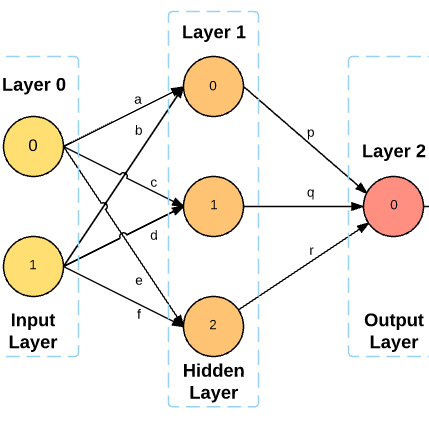 Layer 1
Layer 0
0
a
b
0
p
Layer 2
c
1
q
0
d
1
r
e
f
2
Input
Layer
Output
Layer
Hidden
Layer